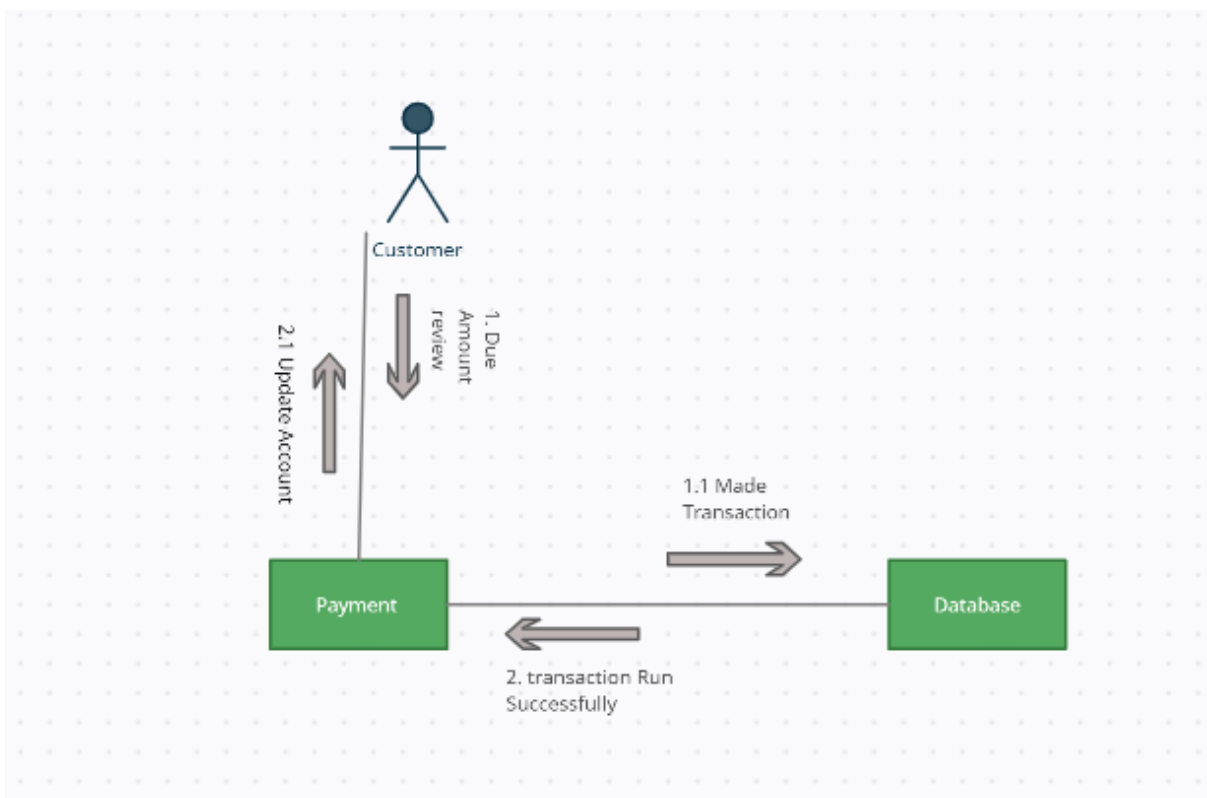 Customer
1. Due
Amount
review
2.1 Update Account
1.1 Made
Transaction
Payment
Database
2. transaction Run
Successfully